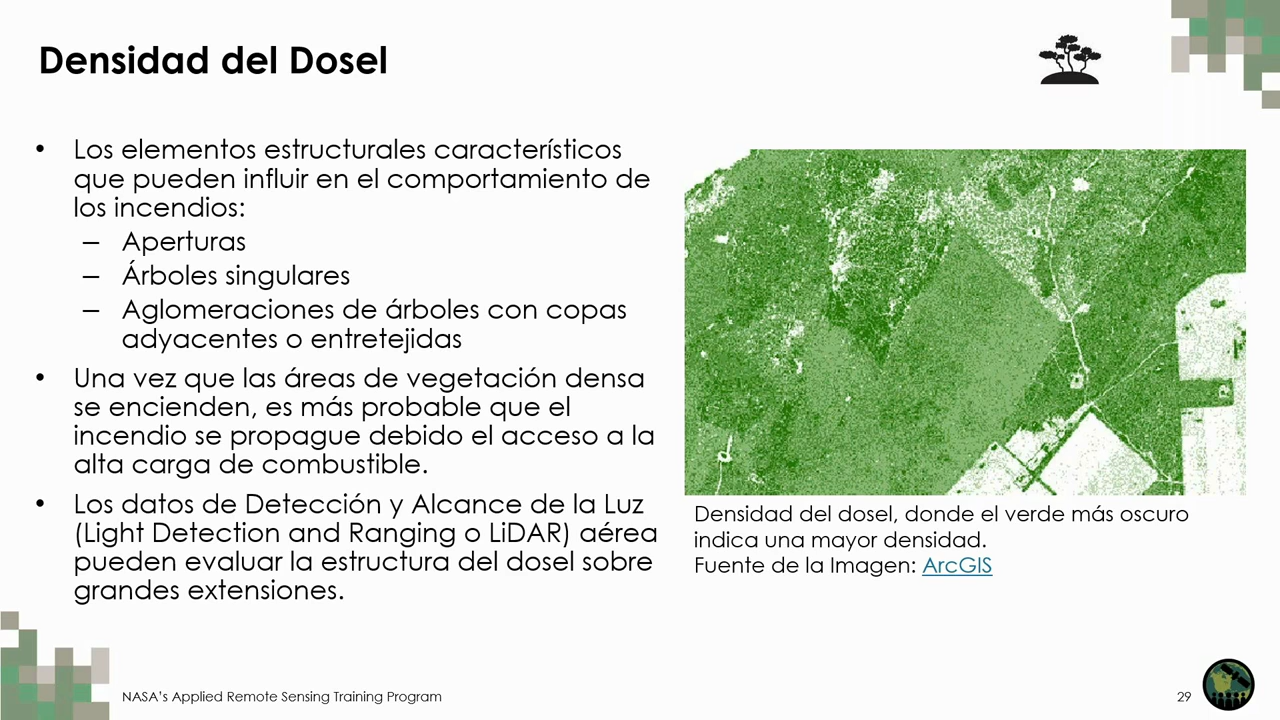 Densidad del Dosel
• Los elementos estructurales característicos
que pueden influir en el comportamiento de
los incendios:
– Aperturas
– Árboles singulares
– Aglomeraciones de árboles con copas
adyacentes o entretejidas
• Una vez que las áreas de vegetación densa
se encienden, es más probable que el
incendio se propague debido el acceso a la
alta carga de combustible.
• Los datos de Detección y Alcance de la Luz
(Light Detection and Ranging o LiDAR) aérea
pueden evaluar la estructura del dosel sobre
grandes extensiones.
Densidad del dosel, donde el verde más oscuro
indica una mayor densidad.
Fuente de la Imagen: ArcGIS
NASA’s Applied Remote Sensing Training Program
29